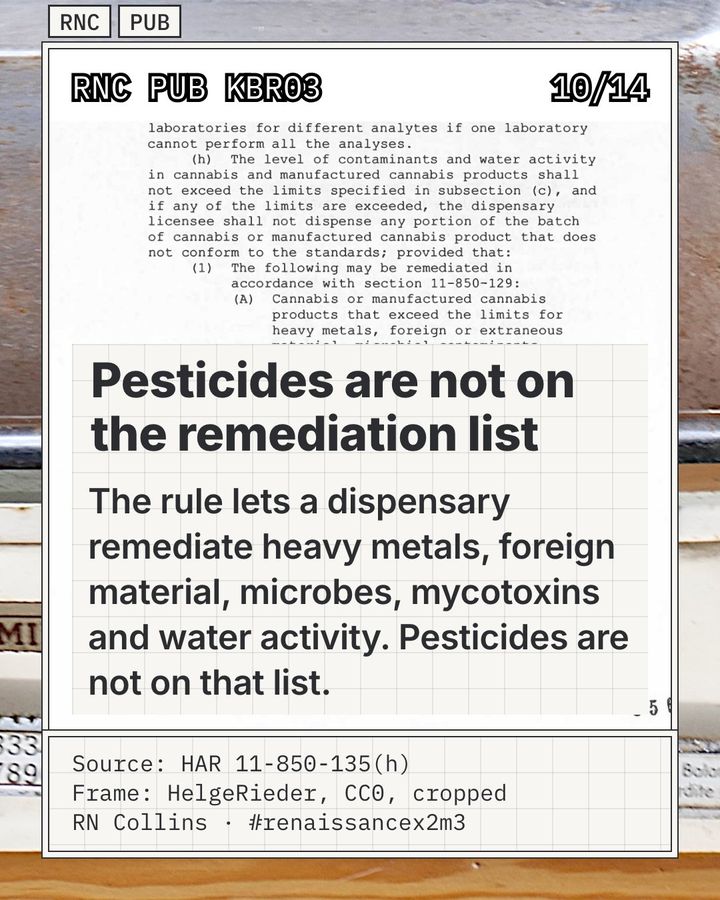 RNC PUB
RNC PUB KBR03 10/14
laboratories for different analytes if one laboratory
cannot perform all the analyses.
(h) The level of contaminants and water activity
in cannabis and manufactured cannabis products shall
not exceed the limits specified in subsection (c), and
if any of the limits are exceeded, the dispensary
licensee shall not dispense any portion of the batch
of cannabis or manufactured cannabis product that does
not conform to the standards; provided that:
(1) The following may be remediated in
accordance with section 11-850-129:
(A) Cannabis or manufactured cannabis
products that exceed the limits for
heavy metals, foreign or extraneous
Pesticides are not on
the remediation list
The rule lets a dispensary
remediate heavy metals, foreign
material, microbes, mycotoxins
and water activity. Pesticides are
not on that list.
Source: HAR 11-850-135(h)
Frame: HelgeRieder, CC0, cropped
RN Collins · #renaissancex2m3